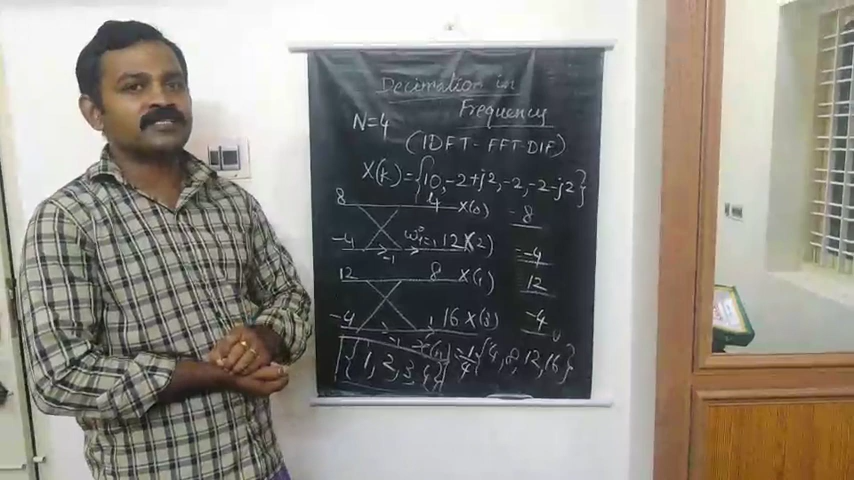 Decimation in
Frequency
N=4
(IDFT-FFT-DIF)
X(k)={10,-2+j2,-2,-2-j2}
8 4 X(0) = 8
-4 -1 W₄⁰=1 12 X(2) = -4
12 8 X(1) 12
-4 -1 16 X(3) -4
{1,2,3,4} x(n) = 1/4 {4,8,12,16}